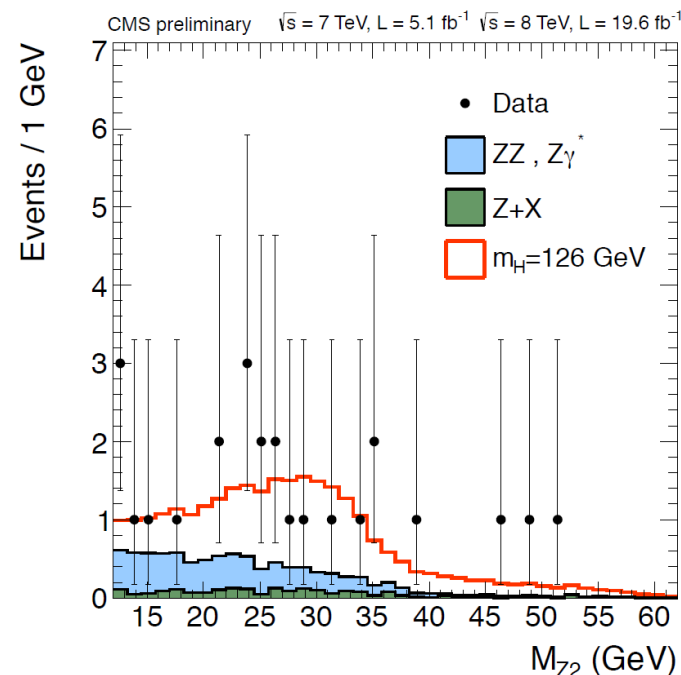 CMS preliminary √s = 7 TeV, L = 5.1 fb⁻¹ √s = 8 TeV, L = 19.6 fb⁻¹
Events / 1 GeV
7
6
5
4
3
2
1
0
Data
ZZ , Zγ*
Z+X
m_H=126 GeV
15 20 25 30 35 40 45 50 55 60
M_Z2 (GeV)